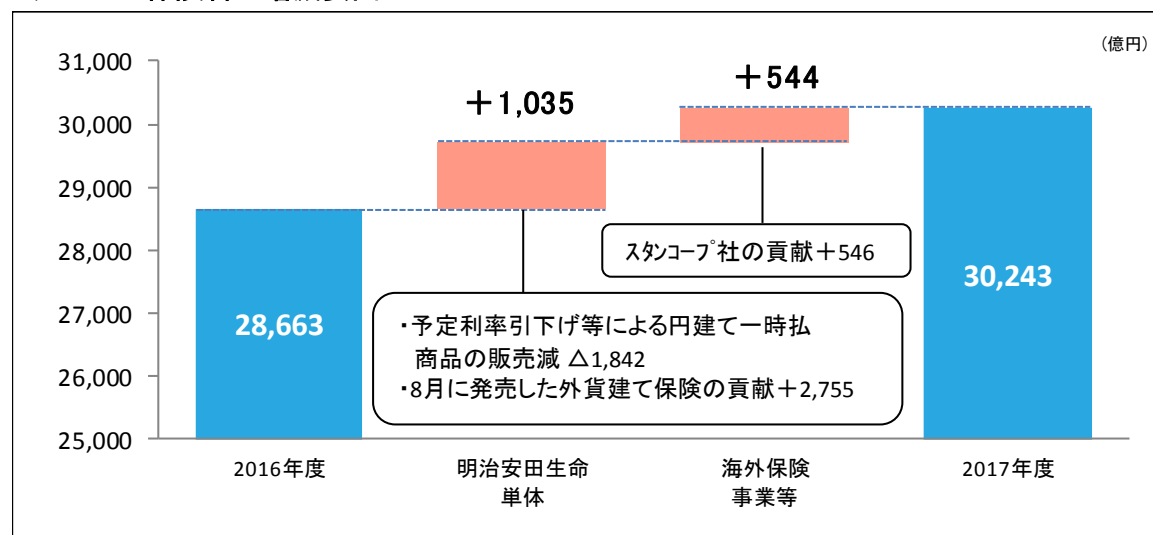 (億円)
31,000
30,000
29,000
28,000
27,000
26,000
25,000
+1,035
+544
28,663
30,243
スタンコープ社の貢献+546
・予定利率引下げ等による円建て一時払
商品の販売減 △1,842
・8月に発売した外貨建て保険の貢献+2,755
2016年度
明治安田生命
単体
海外保険
事業等
2017年度